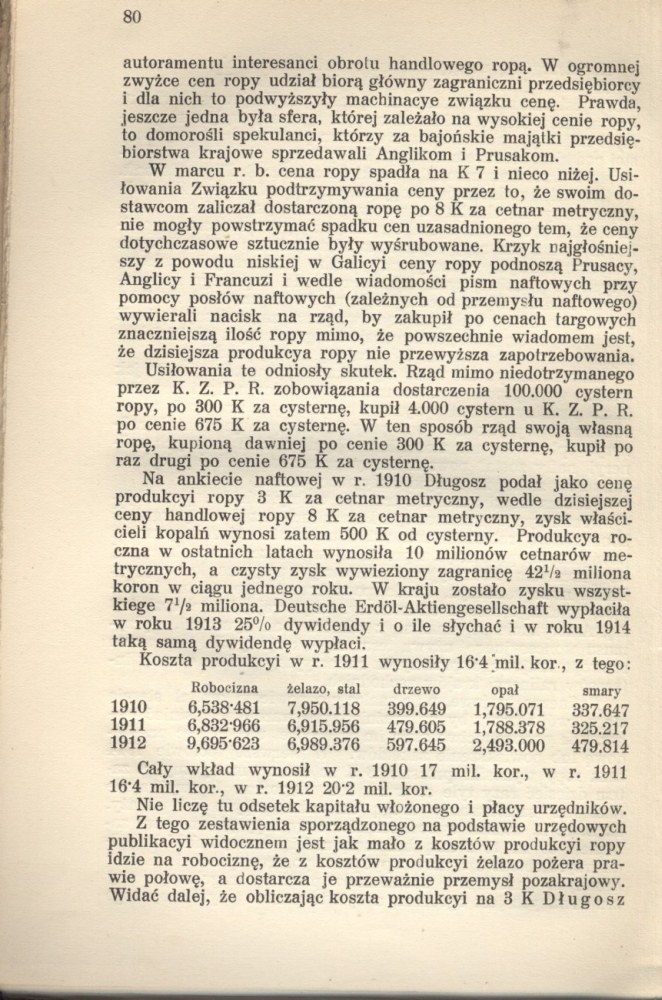 80
autoramentu interesanci obrotu handlowego ropą. W ogromnej
zwyżce cen ropy udział biorą główny zagraniczni przedsiębiorcy
i dla nich to podwyższyły machinacye związku cenę. Prawda,
jeszcze jedna była sfera, której zależało na wysokiej cenie ropy,
to domorośli spekulanci, którzy za bajońskie majątki przedsię-
biorstwa krajowe sprzedawali Anglikom i Prusakom.
W marcu r. b. cena ropy spadła na K 7 i nieco niżej. Usi-
łowania Związku podtrzymywania ceny przez to, że swoim do-
stawcom zaliczał dostarczoną ropę po 8 K za cetnar metryczny,
nie mogły powstrzymać spadku cen uzasadnionego tem, że ceny
dotychczasowe sztucznie były wyśrubowane. Krzyk najgłośniej-
szy z powodu niskiej w Galicyi ceny ropy podnoszą Prusacy,
Anglicy i Francuzi i wedle wiadomości pism naftowych przy
pomocy posłów naftowych (zależnych od przemysłu naftowego)
wywierali nacisk na rząd, by zakupił po cenach targowych
znaczniejszą ilość ropy mimo, że powszechnie wiadomem jest,
że dzisiejsza produkcya ropy nie przewyższa zapotrzebowania.
Usiłowania te odniosły skutek. Rząd mimo niedotrzymanego
przez K. Z. P. R. zobowiązania dostarczenia 100.000 cystern
ropy, po 300 K za cysternę, kupił 4.000 cystern u K. Z. P. R.
po cenie 675 K za cysternę. W ten sposób rząd swoją własną
ropę, kupioną dawniej po cenie 300 K za cysternę, kupił po
raz drugi po cenie 675 K za cysternę.
Na ankiecie naftowej w r. 1910 Długosz podał jako cenę
produkcyi ropy 3 K za cetnar metryczny, wedle dzisiejszej
ceny handlowej ropy 8 K za cetnar metryczny, zysk właści-
cieli kopalń wynosi zatem 500 K od cysterny. Produkcya ro-
czna w ostatnich latach wynosiła 10 milionów cetnarów me-
trycznych, a czysty zysk wywieziony zagranicę 42¹/₂ miliona
koron w ciągu jednego roku. W kraju zostało zysku wszyst-
kiego 7¹/₂ miliona. Deutsche Erdöl-Aktiengesellschaft wypłaciła
w roku 1913 25⁰/₀ dywidendy i o ile słychać i w roku 1914
taką samą dywidendę wypłaci.
Koszta produkcyi w r. 1911 wynosiły 16·4 mil. kor., z tego:
Robocizna żelazo, stal drzewo opał smary
1910 6,538·481 7,950.118 399.649 1,795.071 337.647
1911 6,832·966 6,915.956 479.605 1,788.378 325.217
1912 9,695·623 6,989.376 597.645 2,493.000 479.814
Cały wkład wynosił w r. 1910 17 mil. kor., w r. 1911
16·4 mil. kor., w r. 1912 20·2 mil. kor.
Nie liczę tu odsetek kapitału włożonego i płacy urzędników.
Z tego zestawienia sporządzonego na podstawie urzędowych
publikacyi widocznem jest jak mało z kosztów produkcyi ropy
idzie na robociznę, że z kosztów produkcyi żelazo pożera pra-
wie połowę, a dostarcza je przeważnie przemysł pozakrajowy.
Widać dalej, że obliczając koszta produkcyi na 3 K Długosz